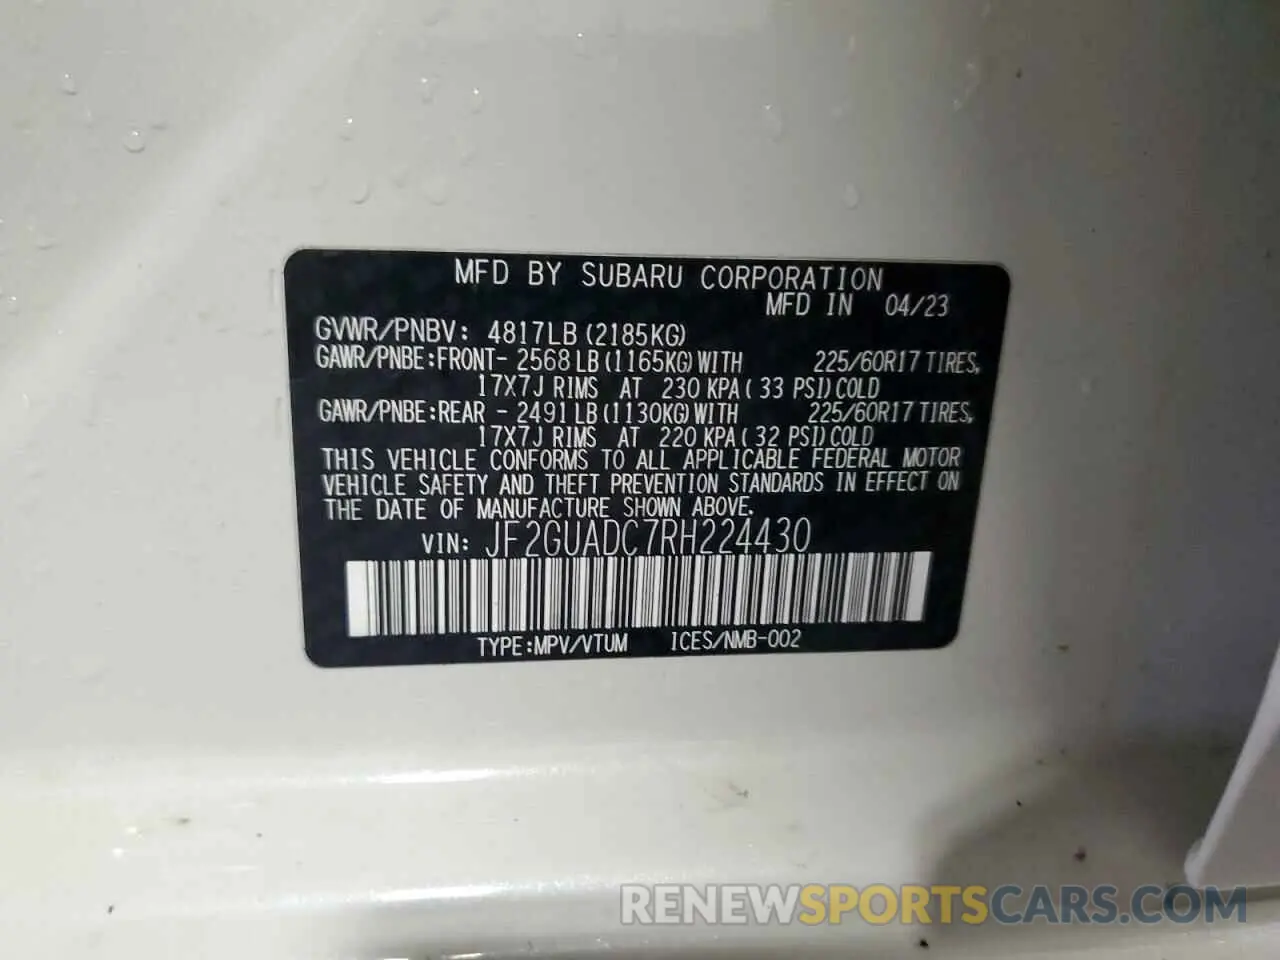 MFD BY SUBARU CORPORATION
MFD IN 04/23
GVWR/PNBV: 4817LB (2185KG)
GAWR/PNBE:FRONT- 2568 LB (1165KG) WITH 225/60R17 TIRES,
17X7J RIMS AT 230 KPA ( 33 PSI) COLD
GAWR/PNBE:REAR - 2491 LB (1130KG) WITH 225/60R17 TIRES,
17X7J RIMS AT 220 KPA ( 32 PSI) COLD
THIS VEHICLE CONFORMS TO ALL APPLICABLE FEDERAL MOTOR
VEHICLE SAFETY AND THEFT PREVENTION STANDARDS IN EFFECT ON
THE DATE OF MANUFACTURE SHOWN ABOVE.
VIN: JF2GUADC7RH224430
TYPE:MPV/VTUM ICES/NMB-002
RENEWSPORTSCARS.COM